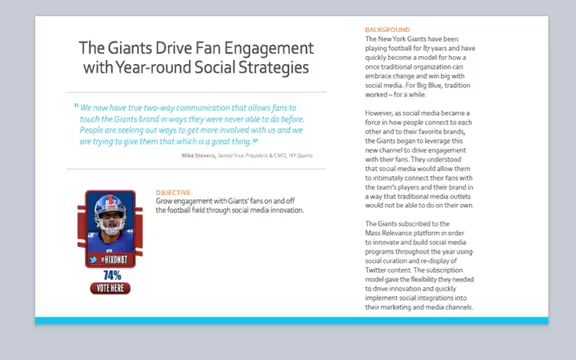 The Giants Drive Fan Engagement
with Year-round Social Strategies
"We now have true two-way communication that allows fans to
touch the Giants brand in ways they were never able to do before.
People are seeking out ways to get more involved with us and we
are trying to give them that which is a great thing."
Mike Stevens, Senior Vice President & CMO, NY Giants
OBJECTIVE
Grow engagement with Giants' fans on and off
the football field through social media innovation.
#HIXON87
74%
VOTE HERE
BACKGROUND
The New York Giants have been
playing football for 87 years and have
quickly become a model for how a
once traditional organization can
embrace change and win big with
social media. For Big Blue, tradition
worked – for a while.
However, as social media became a
force in how people connect to each
other and to their favorite brands,
the Giants began to leverage this
new channel to drive engagement
with their fans. They understood
that social media would allow them
to intimately connect their fans with
the team's players and their brand in
a way that traditional media outlets
would not be able to do on their own.
The Giants subscribed to the
Mass Relevance platform in order
to innovate and build social media
programs throughout the year using
social curation and re-display of
Twitter content. The subscription
model gave the flexibility they needed
to drive innovation and quickly
implement social integrations into
their marketing and media channels.